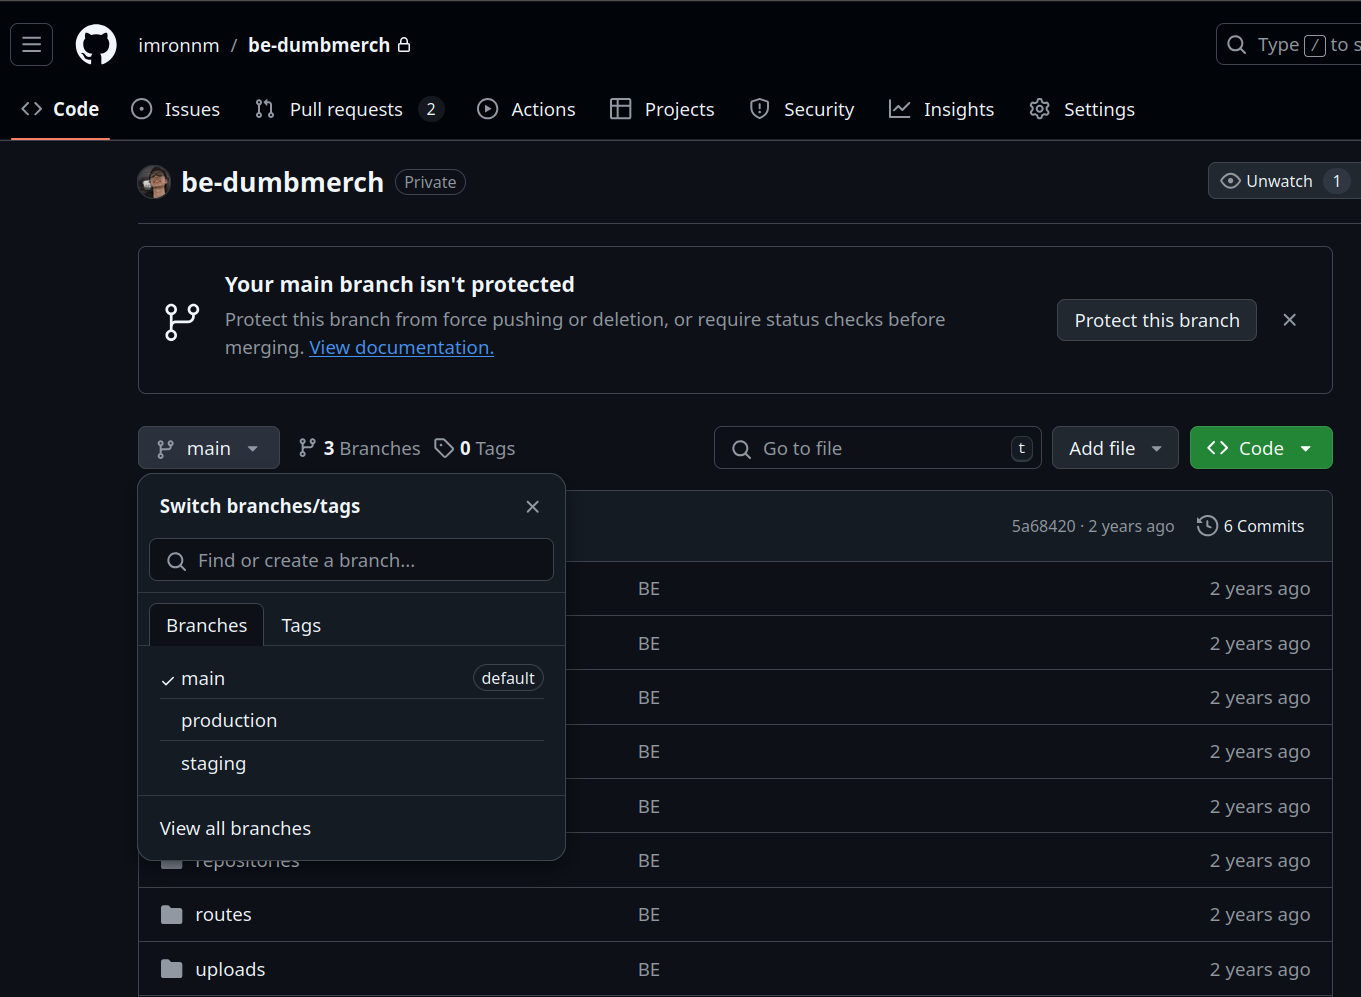 imronnm / be-dumbmerch
Type / to s
Code
Issues
Pull requests 2
Actions
Projects
Security
Insights
Settings
be-dumbmerch Private
Unwatch 1
Your main branch isn't protected
Protect this branch from force pushing or deletion, or require status checks before
merging. View documentation.
Protect this branch
main
3 Branches
0 Tags
Go to file t
Add file
Code
Switch branches/tags
Find or create a branch...
Branches
Tags
main default
production
staging
View all branches
5a68420 · 2 years ago
6 Commits
BE 2 years ago
BE 2 years ago
BE 2 years ago
BE 2 years ago
BE 2 years ago
repositories BE 2 years ago
routes BE 2 years ago
uploads BE 2 years ago